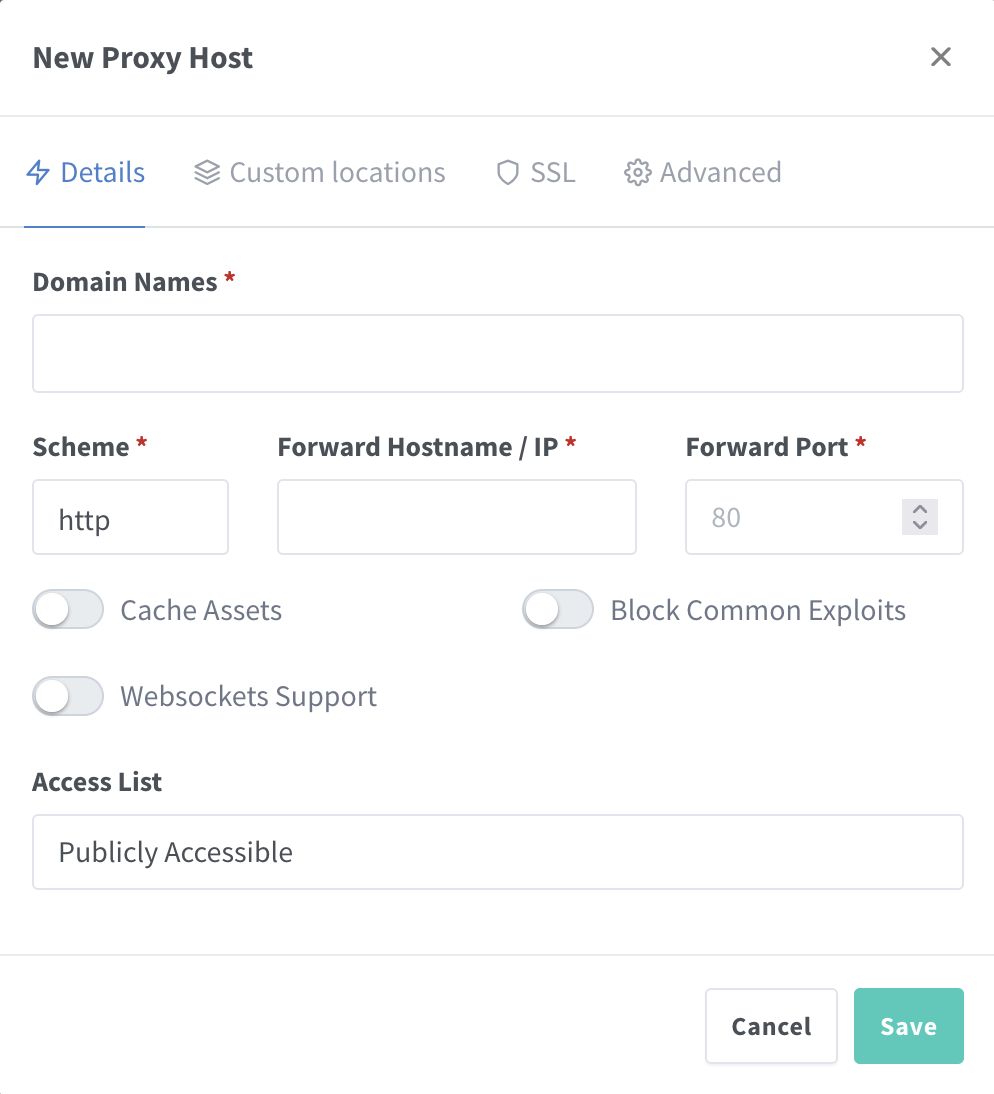 New Proxy Host
Details Custom locations SSL Advanced
Domain Names *
Scheme * Forward Hostname / IP * Forward Port *
http 80
Cache Assets Block Common Exploits
Websockets Support
Access List
Publicly Accessible
Cancel Save